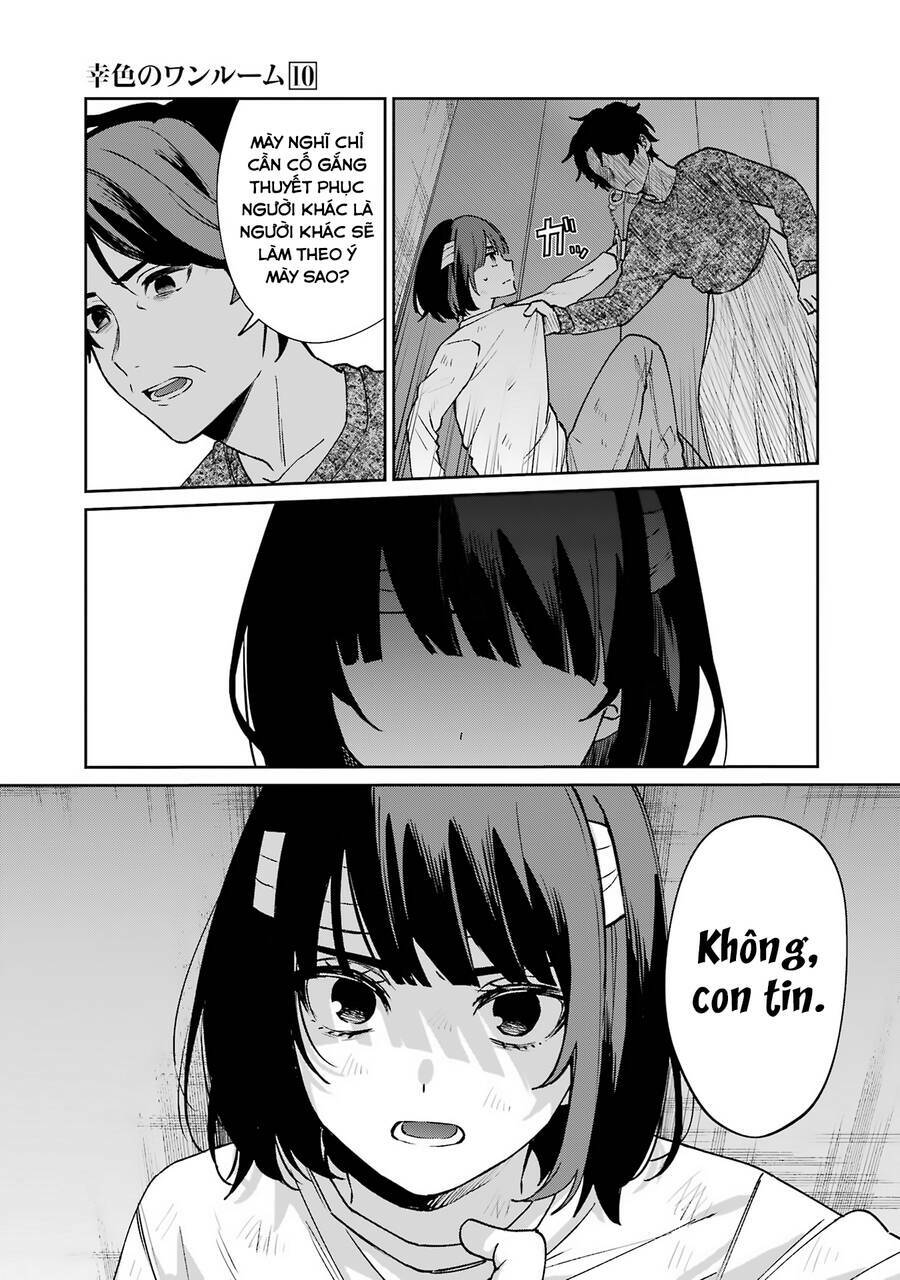 幸色のワンルーム10
ガッ
MÀY NGHĨ CHỈ
CẦN CỐ GẮNG
THUYẾT PHỤC
NGƯỜI KHÁC LÀ
NGƯỜI KHÁC SẼ
LÀM THEO Ý
MÀY SAO?
Không,
con tin.